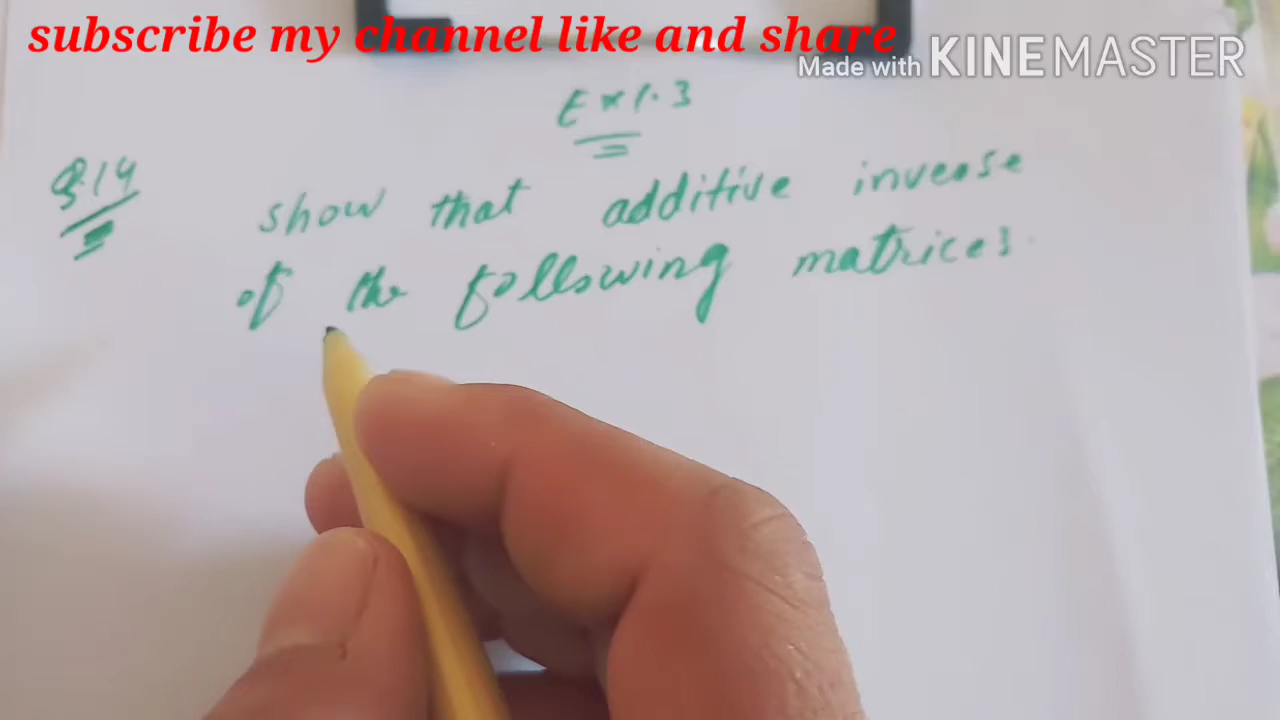 subscribe my channel like and share
Made with KINEMASTER
Ex 1.3
Q.14 show that additive inverse
of the following matrices.